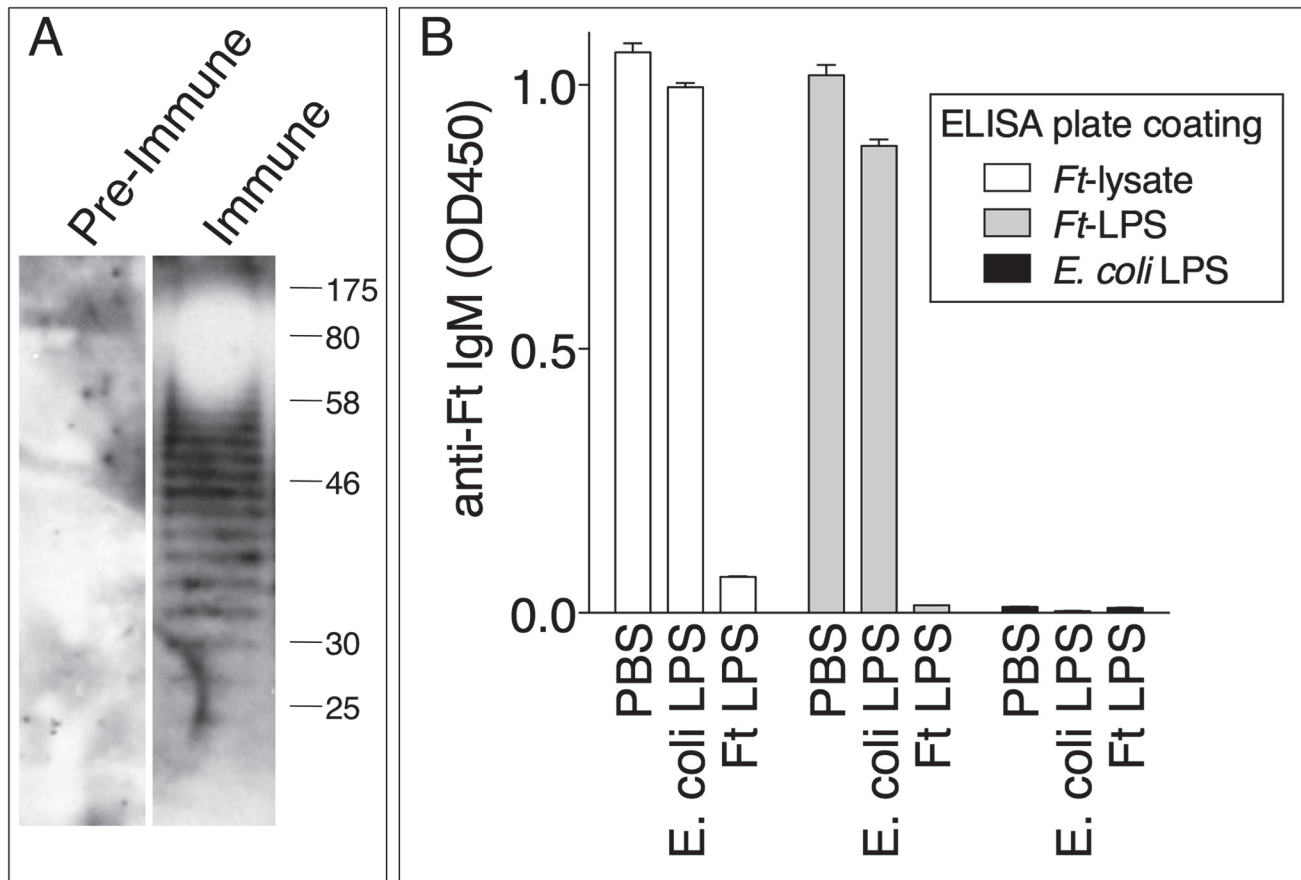 A
Pre-Immune
Immune
175
80
58
46
30
25
B
anti-Ft IgM (OD450)
1.0
0.5
0.0
PBS
E. coli LPS
Ft LPS
PBS
E. coli LPS
Ft LPS
PBS
E. coli LPS
Ft LPS
ELISA plate coating
Ft-lysate
Ft-LPS
E. coli LPS